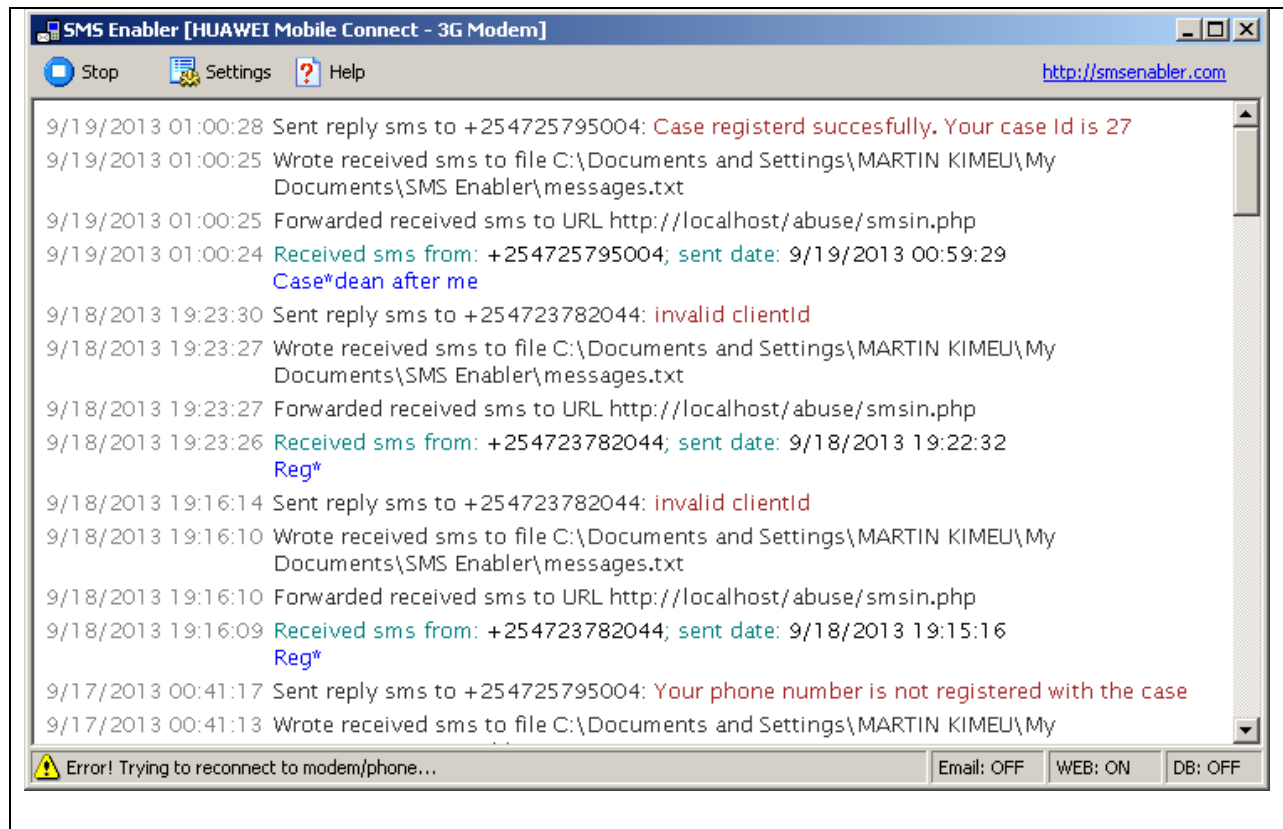 SMS Enabler [HUAWEI Mobile Connect - 3G Modem]
Stop Settings Help http://smsenabler.com
9/19/2013 01:00:28 Sent reply sms to +254725795004: Case registerd succesfully. Your case Id is 27
9/19/2013 01:00:25 Wrote received sms to file C:\Documents and Settings\MARTIN KIMEU\My
Documents\SMS Enabler\messages.txt
9/19/2013 01:00:25 Forwarded received sms to URL http://localhost/abuse/smsin.php
9/19/2013 01:00:24 Received sms from: +254725795004; sent date: 9/19/2013 00:59:29
Case*dean after me
9/18/2013 19:23:30 Sent reply sms to +254723782044: invalid clientId
9/18/2013 19:23:27 Wrote received sms to file C:\Documents and Settings\MARTIN KIMEU\My
Documents\SMS Enabler\messages.txt
9/18/2013 19:23:27 Forwarded received sms to URL http://localhost/abuse/smsin.php
9/18/2013 19:23:26 Received sms from: +254723782044; sent date: 9/18/2013 19:22:32
Reg*
9/18/2013 19:16:14 Sent reply sms to +254723782044: invalid clientId
9/18/2013 19:16:10 Wrote received sms to file C:\Documents and Settings\MARTIN KIMEU\My
Documents\SMS Enabler\messages.txt
9/18/2013 19:16:10 Forwarded received sms to URL http://localhost/abuse/smsin.php
9/18/2013 19:16:09 Received sms from: +254723782044; sent date: 9/18/2013 19:15:16
Reg*
9/17/2013 00:41:17 Sent reply sms to +254725795004: Your phone number is not registered with the case
9/17/2013 00:41:13 Wrote received sms to file C:\Documents and Settings\MARTIN KIMEU\My
Error! Trying to reconnect to modem/phone... Email: OFF WEB: ON DB: OFF